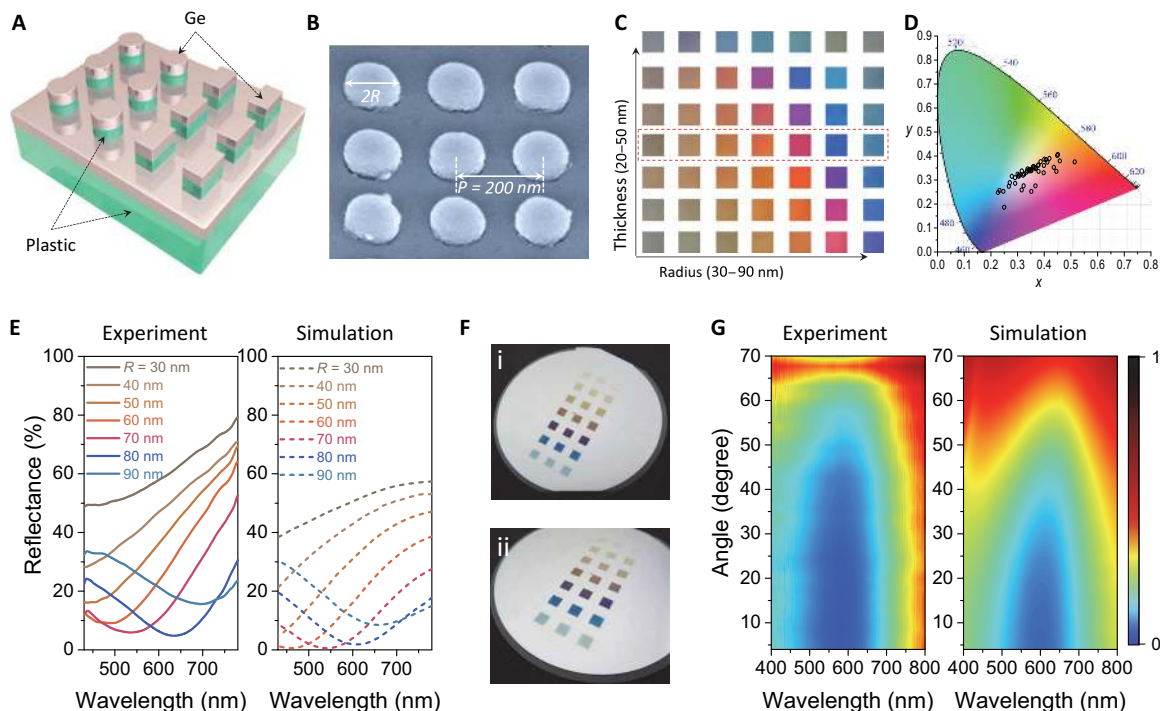 A
Ge
Plastic
B
2R
P = 200 nm
C
Thickness (20–50 nm)
Radius (30–90 nm)
D
0.9
0.8
0.7
0.6
0.5
0.4
0.3
0.2
0.1
0.0
y
520
540
560
580
600
620
480
460
0.0 0.1 0.2 0.3 0.4 0.5 0.6 0.7 0.8
x
E
Experiment
Simulation
100
80
60
40
20
0
Reflectance (%)
R = 30 nm
40 nm
50 nm
60 nm
70 nm
80 nm
90 nm
500 600 700
Wavelength (nm)
100
80
60
40
20
0
R = 30 nm
40 nm
50 nm
60 nm
70 nm
80 nm
90 nm
500 600 700
Wavelength (nm)
F
i
ii
G
Experiment
Simulation
70
60
50
40
30
20
10
Angle (degree)
400 500 600 700 800
Wavelength (nm)
70
60
50
40
30
20
10
400 500 600 700 800
Wavelength (nm)
1
0